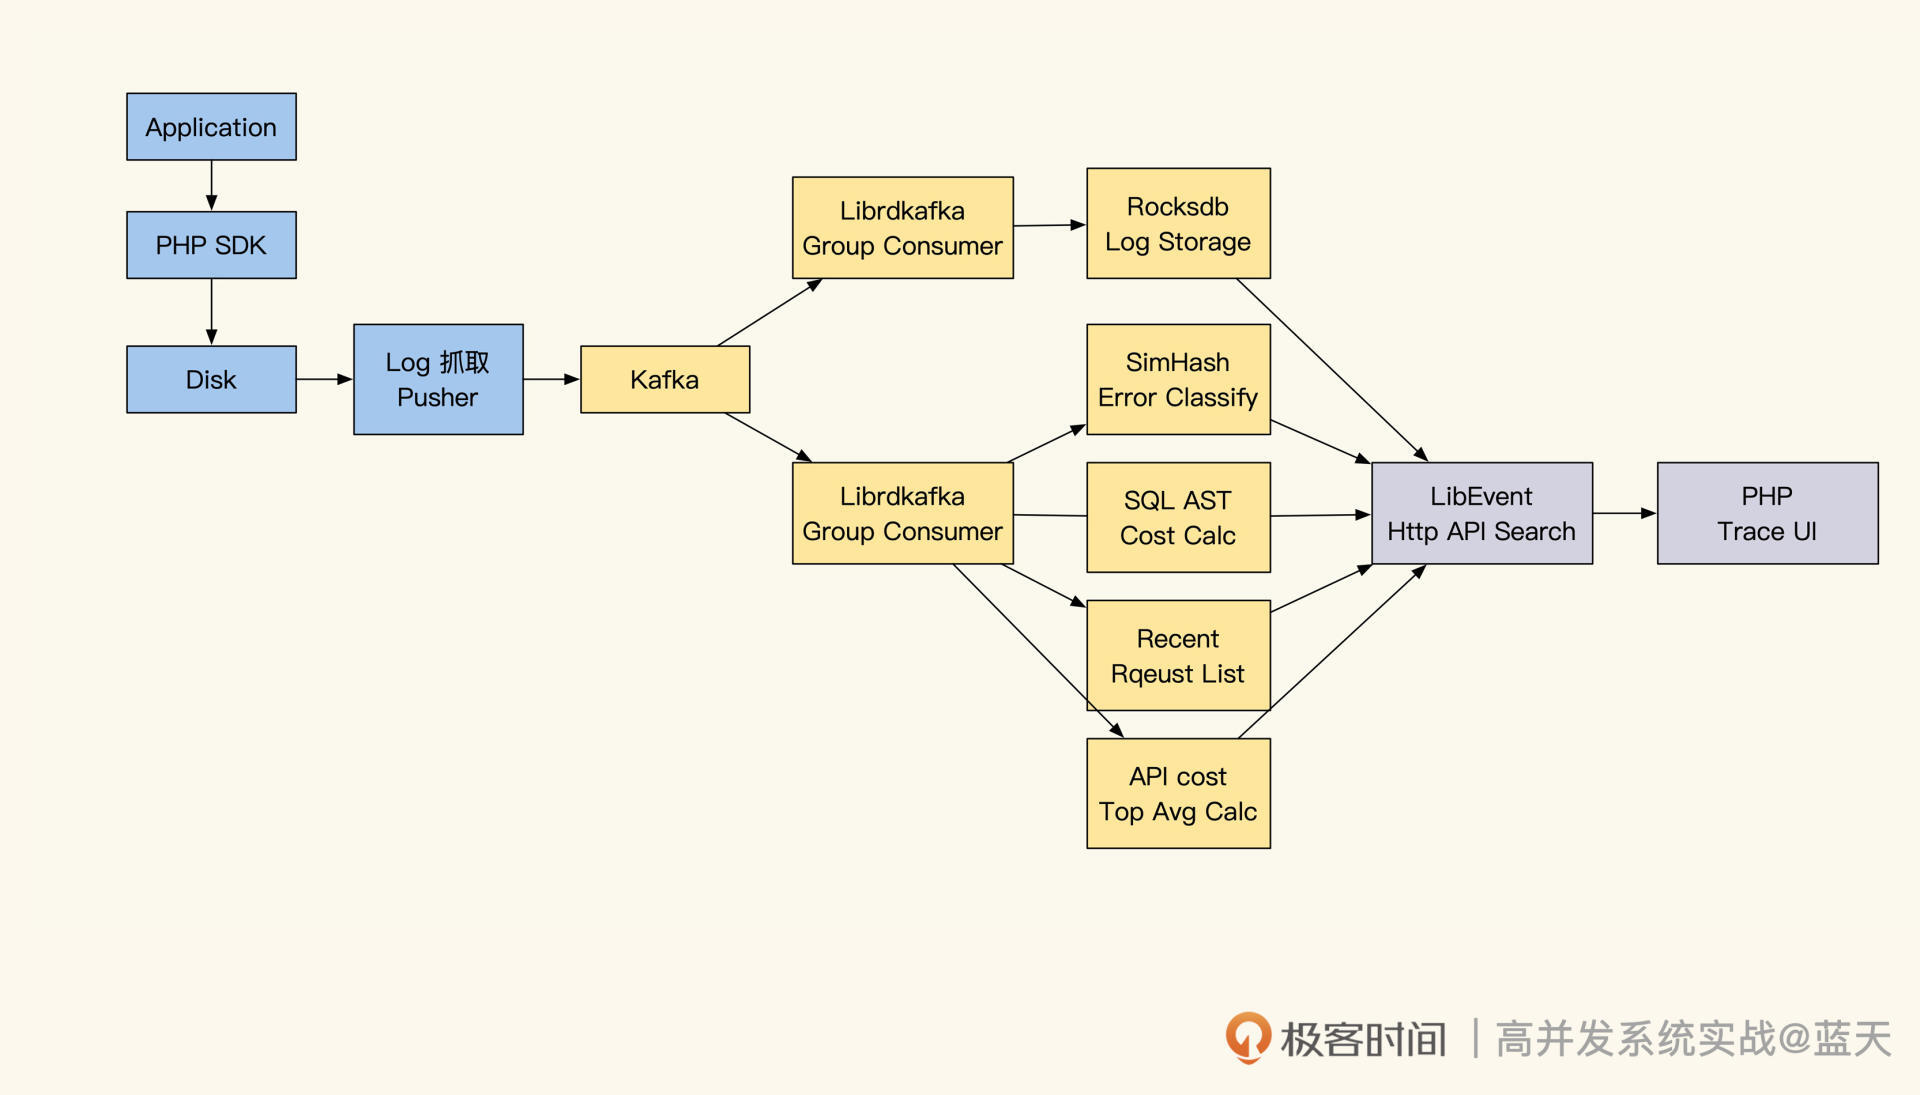 Application
PHP SDK
Disk
Log 抓取
Pusher
Kafka
Librdkafka
Group Consumer
Rocksdb
Log Storage
Librdkafka
Group Consumer
SimHash
Error Classify
SQL AST
Cost Calc
Recent
Rqeust List
API cost
Top Avg Calc
LibEvent
Http API Search
PHP
Trace UI
极客时间 | 高并发系统实战@蓝天